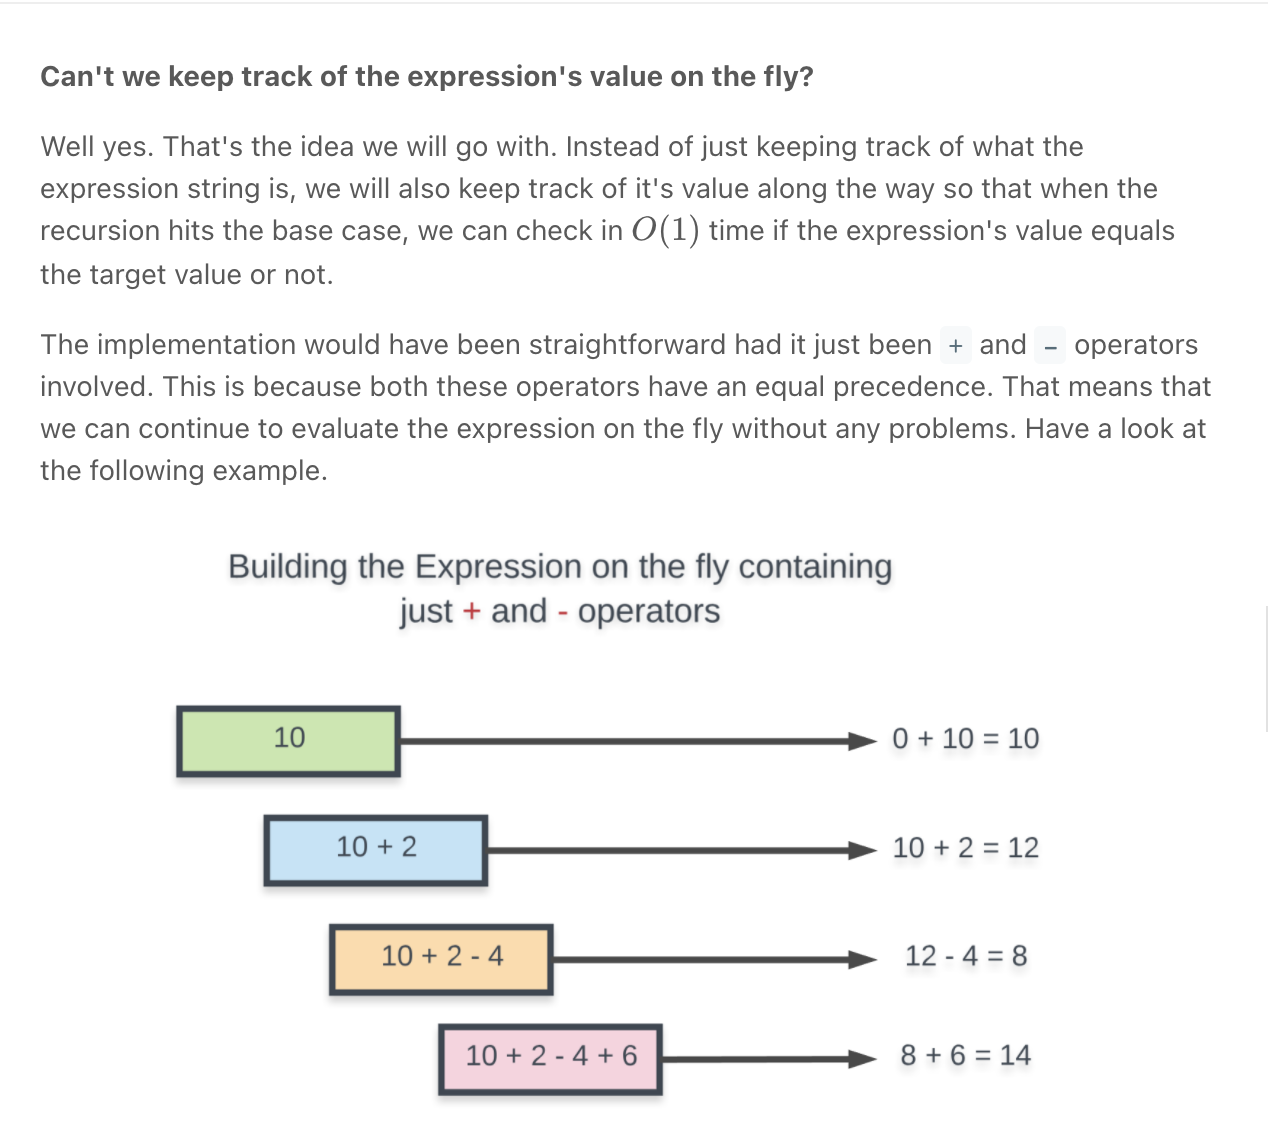 Can't we keep track of the expression's value on the fly?
Well yes. That's the idea we will go with. Instead of just keeping track of what the
expression string is, we will also keep track of it's value along the way so that when the
recursion hits the base case, we can check in O(1) time if the expression's value equals
the target value or not.
The implementation would have been straightforward had it just been + and - operators
involved. This is because both these operators have an equal precedence. That means that
we can continue to evaluate the expression on the fly without any problems. Have a look at
the following example.
Building the Expression on the fly containing
just + and - operators
10
0 + 10 = 10
10 + 2
10 + 2 = 12
10 + 2 - 4
12 - 4 = 8
10 + 2 - 4 + 6
8 + 6 = 14